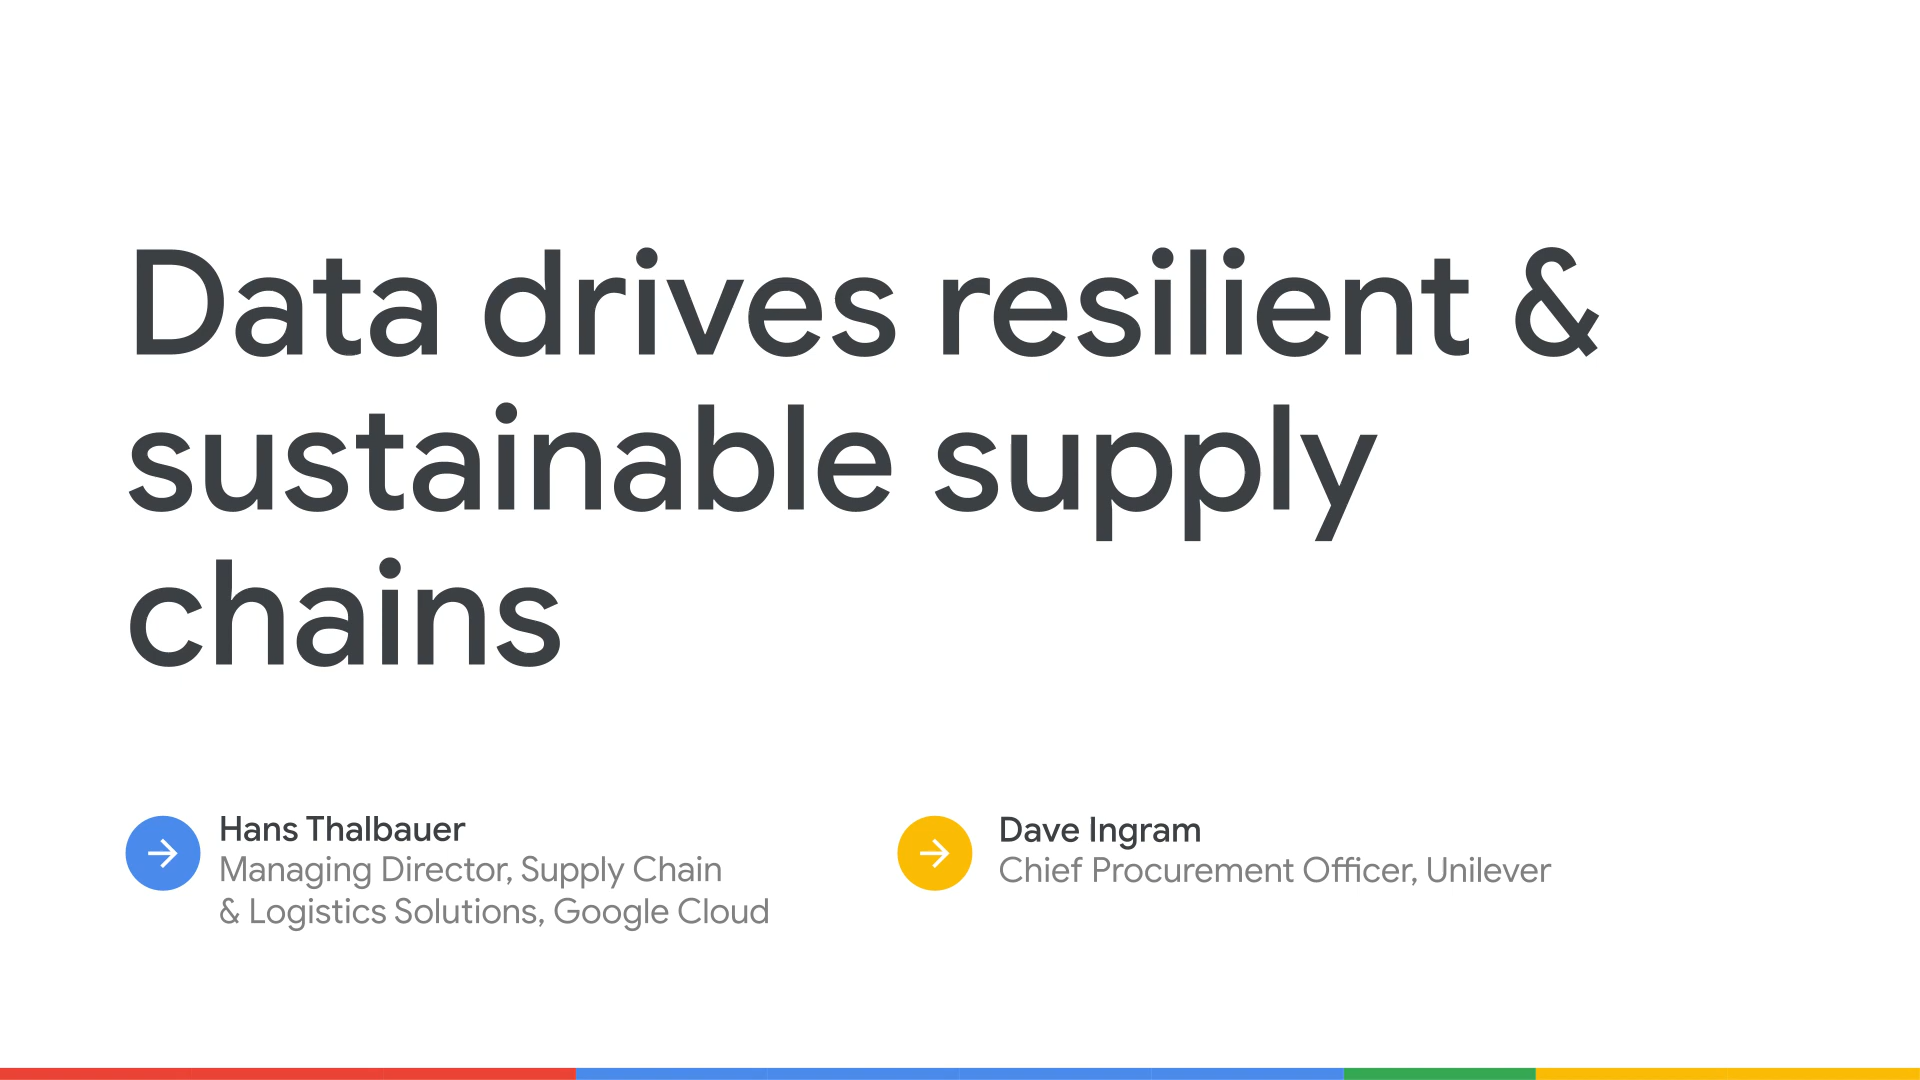 Data drives resilient &
sustainable supply
chains
Hans Thalbauer
Managing Director, Supply Chain
& Logistics Solutions, Google Cloud
Dave Ingram
Chief Procurement Officer, Unilever